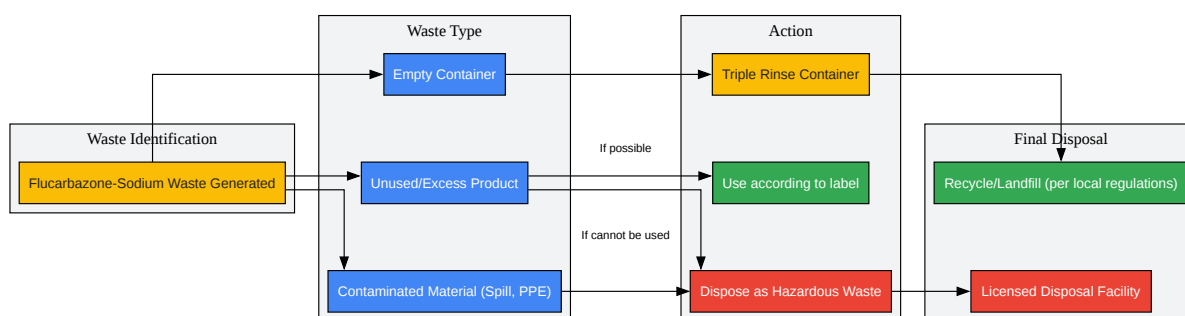 Waste Type
Action
Empty Container
Triple Rinse Container
Waste Identification
Final Disposal
If possible
Flucarbazone-Sodium Waste Generated
Unused/Excess Product
Use according to label
Recycle/Landfill (per local regulations)
If cannot be used
Contaminated Material (Spill, PPE)
Dispose as Hazardous Waste
Licensed Disposal Facility